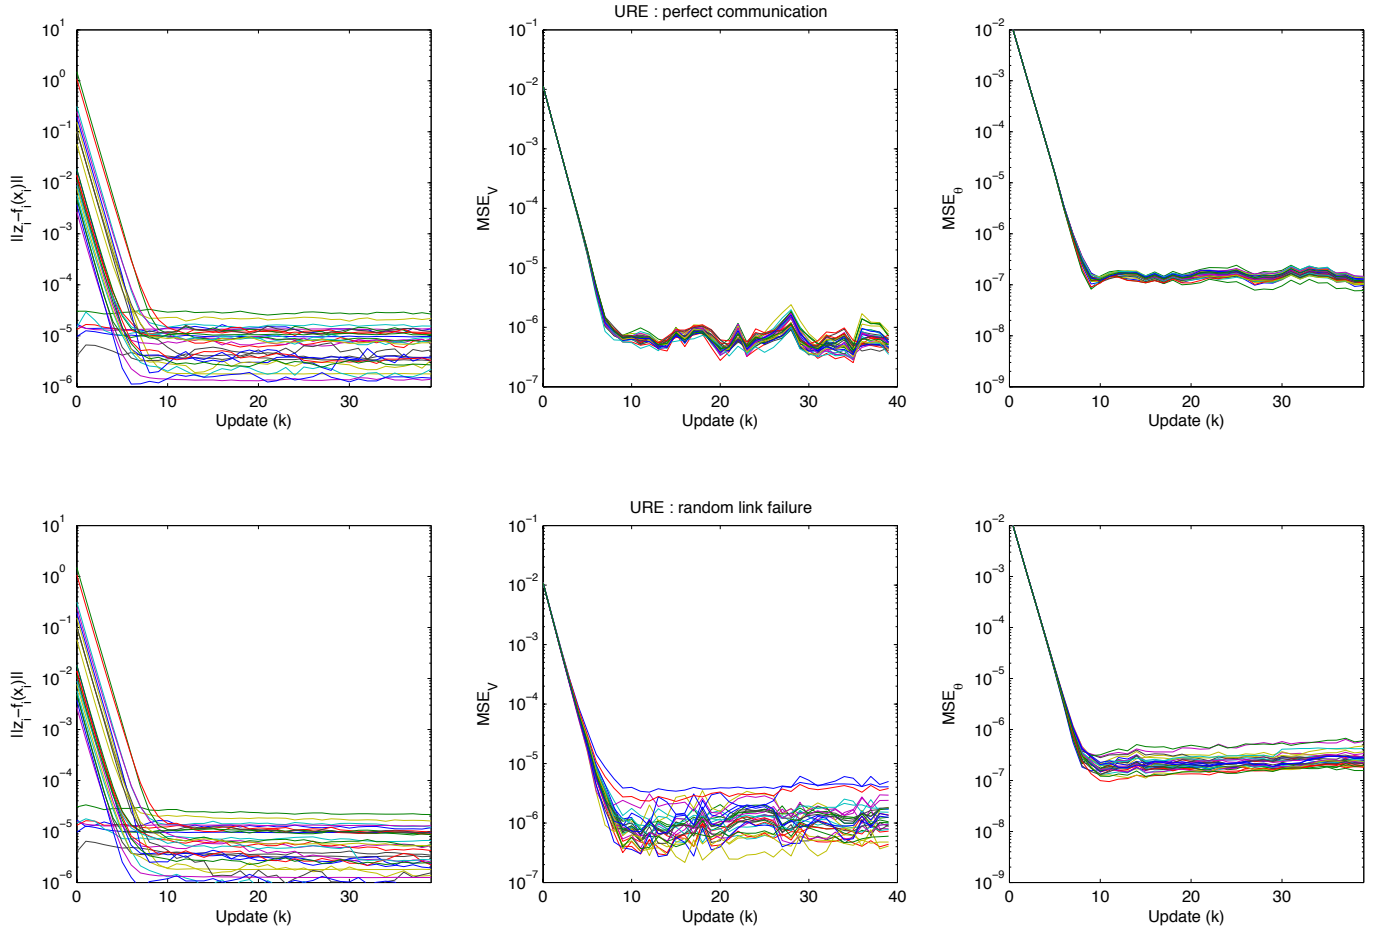 URE : perfect communication
10^1
10^0
10^−1
10^−2
10^−3
10^−4
10^−5
10^−6
||z_i−f_i(x_i)||
0 10 20 30
Update (k)
10^−1
10^−2
10^−3
10^−4
10^−5
10^−6
10^−7
MSE_V
0 10 20 30 40
Update (k)
10^−2
10^−3
10^−4
10^−5
10^−6
10^−7
10^−8
10^−9
MSE_θ
0 10 20 30
Update (k)
URE : random link failure
10^1
10^0
10^−1
10^−2
10^−3
10^−4
10^−5
10^−6
||z_i−f_i(x_i)||
0 10 20 30
Update (k)
10^−1
10^−2
10^−3
10^−4
10^−5
10^−6
10^−7
MSE_V
0 10 20 30 40
Update (k)
10^−2
10^−3
10^−4
10^−5
10^−6
10^−7
10^−8
10^−9
MSE_θ
0 10 20 30
Update (k)